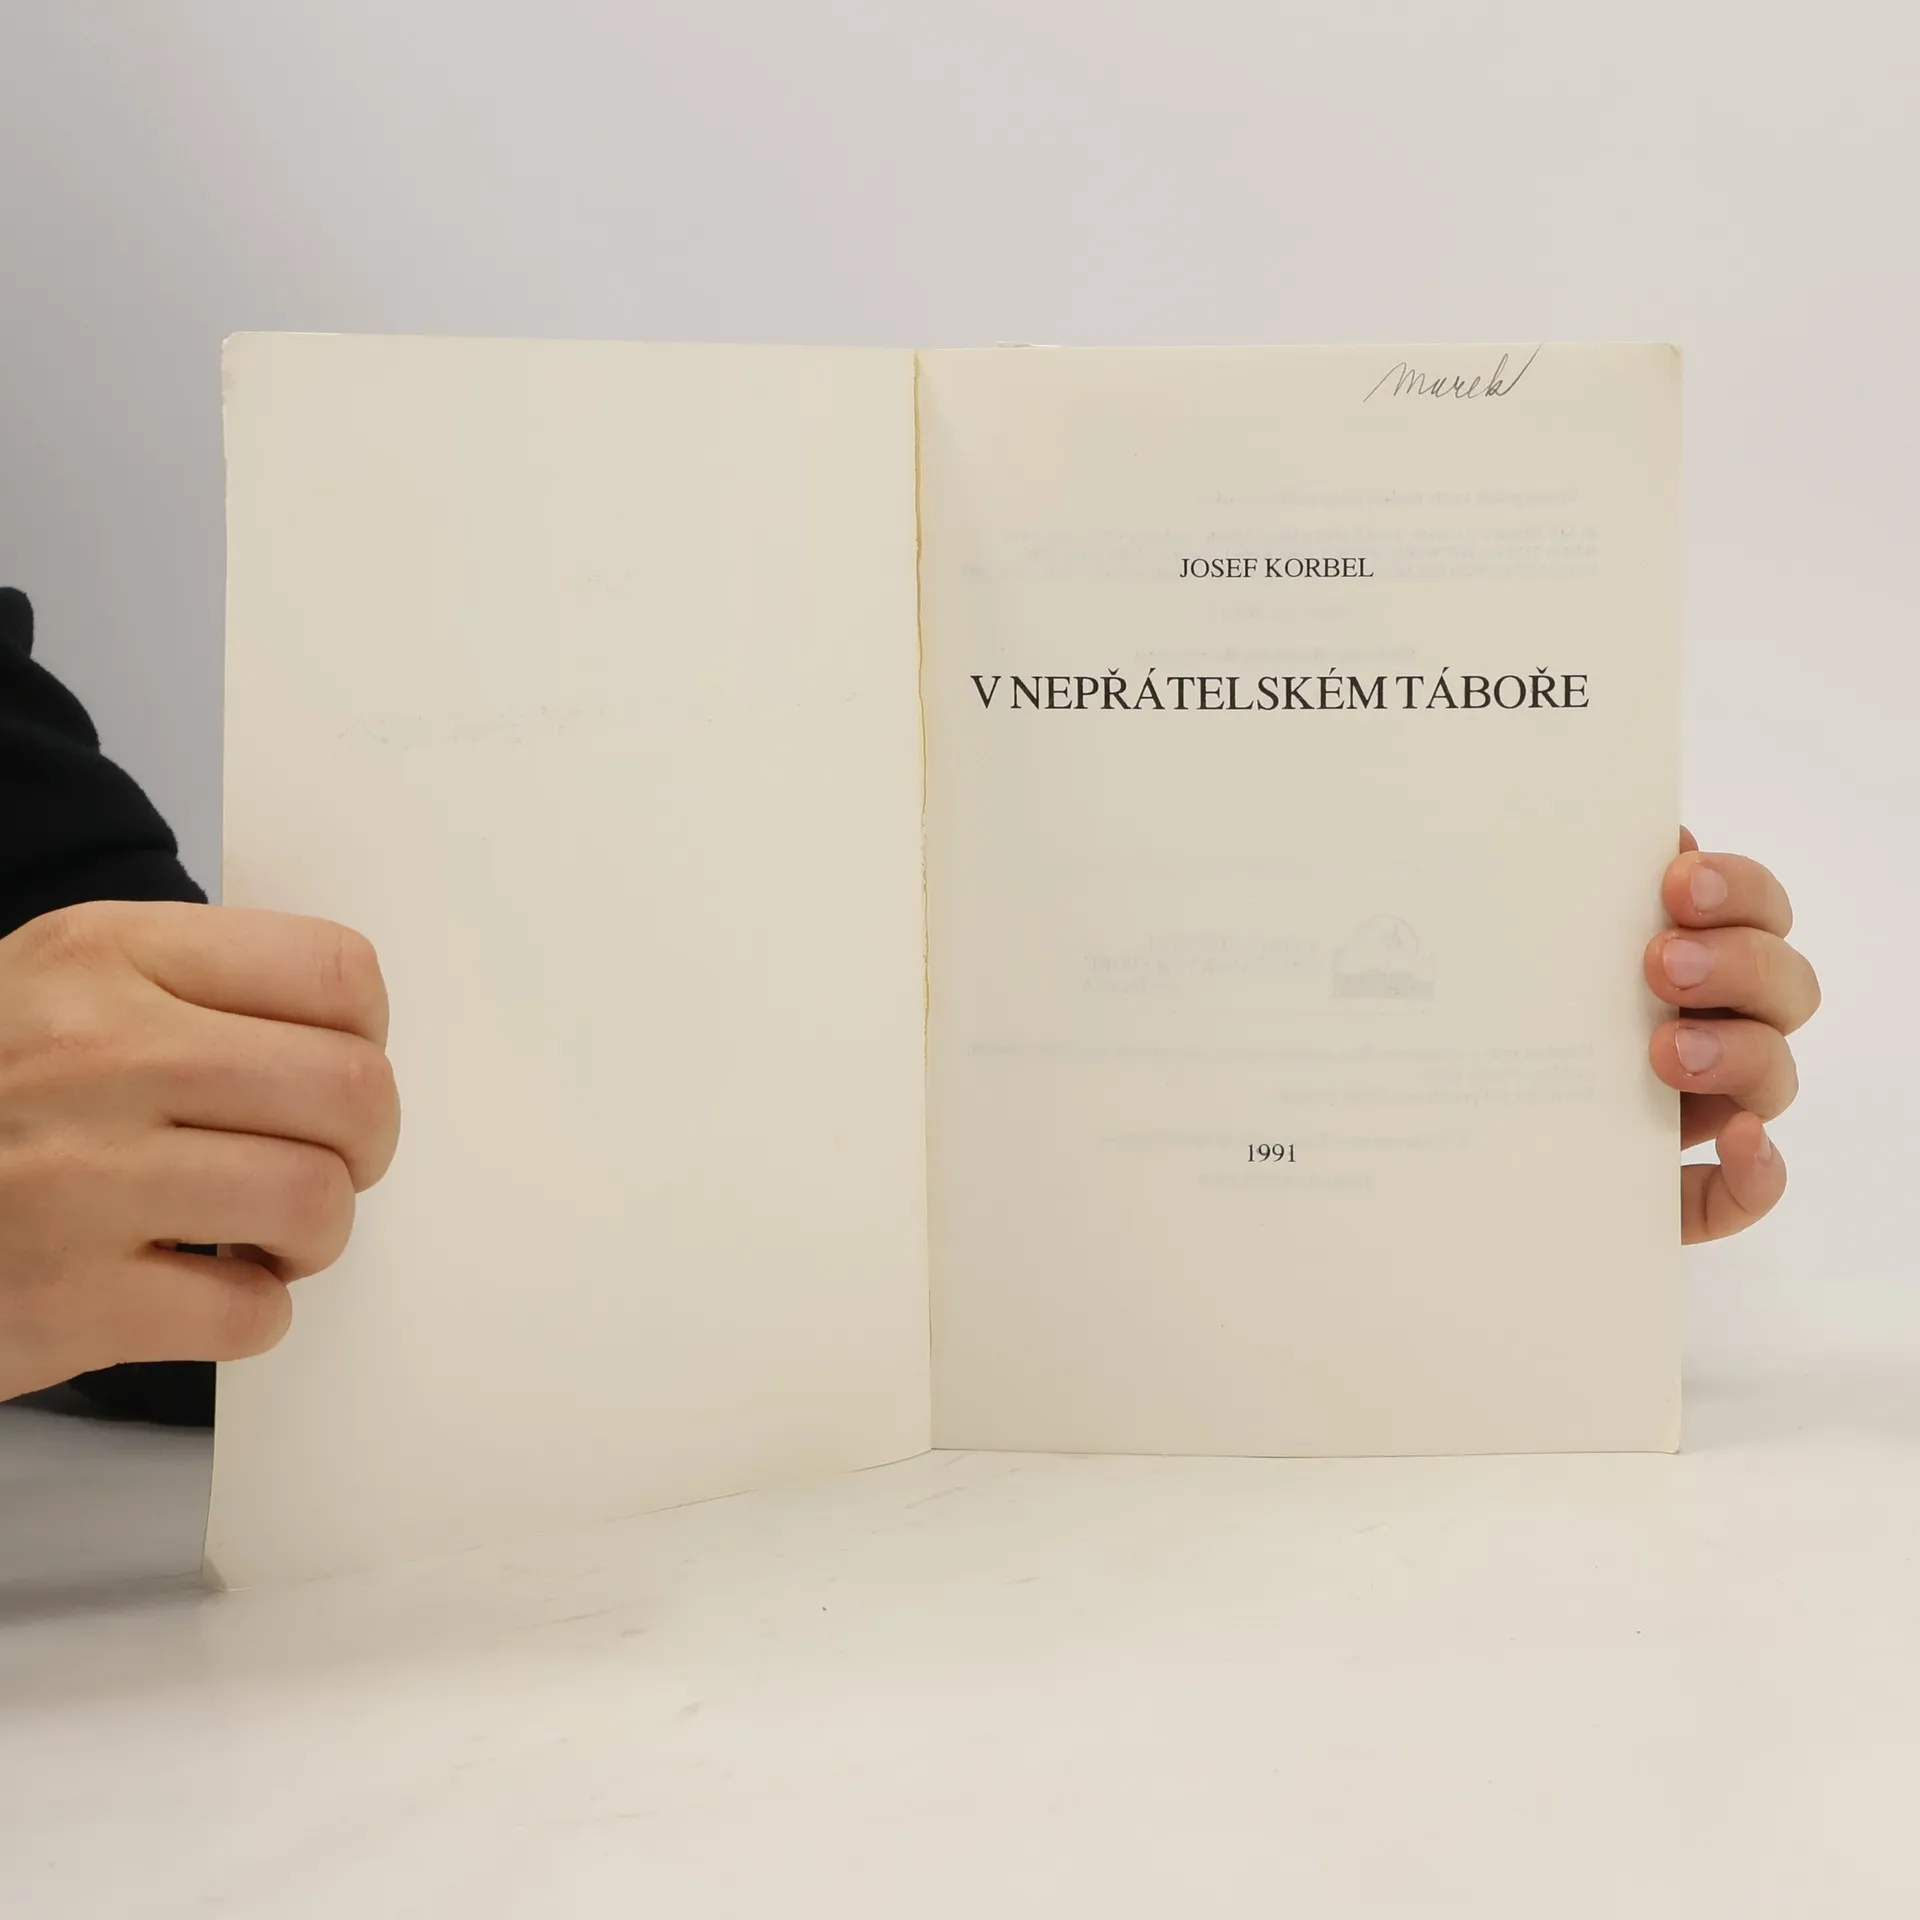 Marek
JOSEF KORBEL
V NEPŘÁTELSKÉM TÁBOŘE
1991